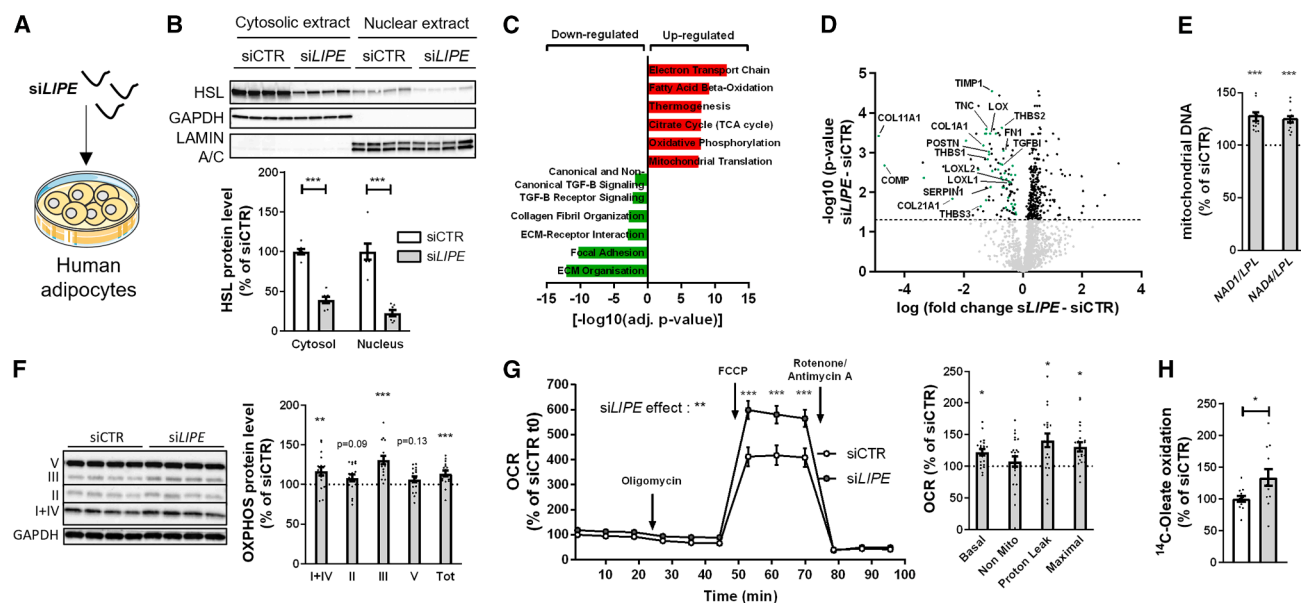 A
siLIPE
Human
adipocytes
B
Cytosolic extract Nuclear extract
siCTR siLIPE siCTR siLIPE
HSL
GAPDH
LAMIN
A/C
HSL protein level
(% of siCTR)
200
150
100
50
0
*** ***
siCTR
siLIPE
Cytosol Nucleus
C
Down-regulated Up-regulated
Electron Transport Chain
Fatty Acid Beta-Oxidation
Thermogenesis
Citrate Cycle (TCA cycle)
Oxidative Phosphorylation
Mitochondrial Translation
Canonical and Non-
Canonical TGF-B Signaling
TGF-B Receptor Signaling
Collagen Fibril Organization
ECM-Receptor Interaction
Focal Adhesion
ECM Organisation
-15 -10 -5 0 5 10 15
[-log10(adj. p-value)]
D
-log10 (p-value
siLIPE - siCTR)
5
4
3
2
1
0
TIMP1
TNC
LOX
THBS2
COL11A1
COL1A1
FN1
POSTN
TGFBI
THBS1
LOXL2
COMP
LOXL1
SERPIN1
COL21A1
THBS3
-5 0 5
log (fold change sLIPE - siCTR)
E
mitochondrial DNA
(% of siCTR)
150
100
50
0
*** ***
NAD1/LPL
NAD4/LPL
F
siCTR siLIPE
V
III
II
I+IV
GAPDH
OXPHOS protein level
(% of siCTR)
200
150
100
50
0
** p=0.09 *** p=0.13 ***
I+IV II III V Tot
G
OCR
(% of siCTR t0)
700
600
500
400
300
200
100
0
siLIPE effect : **
Oligomycin
FCCP
Rotenone/
Antimycin A
*** *** ***
siCTR
siLIPE
10 20 30 40 50 60 70 80 90 100
Time (min)
OCR (% of siCTR)
250
200
150
100
50
0
* * *
Basal
Non Mito
Proton Leak
Maximal
H
14C-Oleate oxidation
(% of siCTR)
250
200
150
100
50
0
*